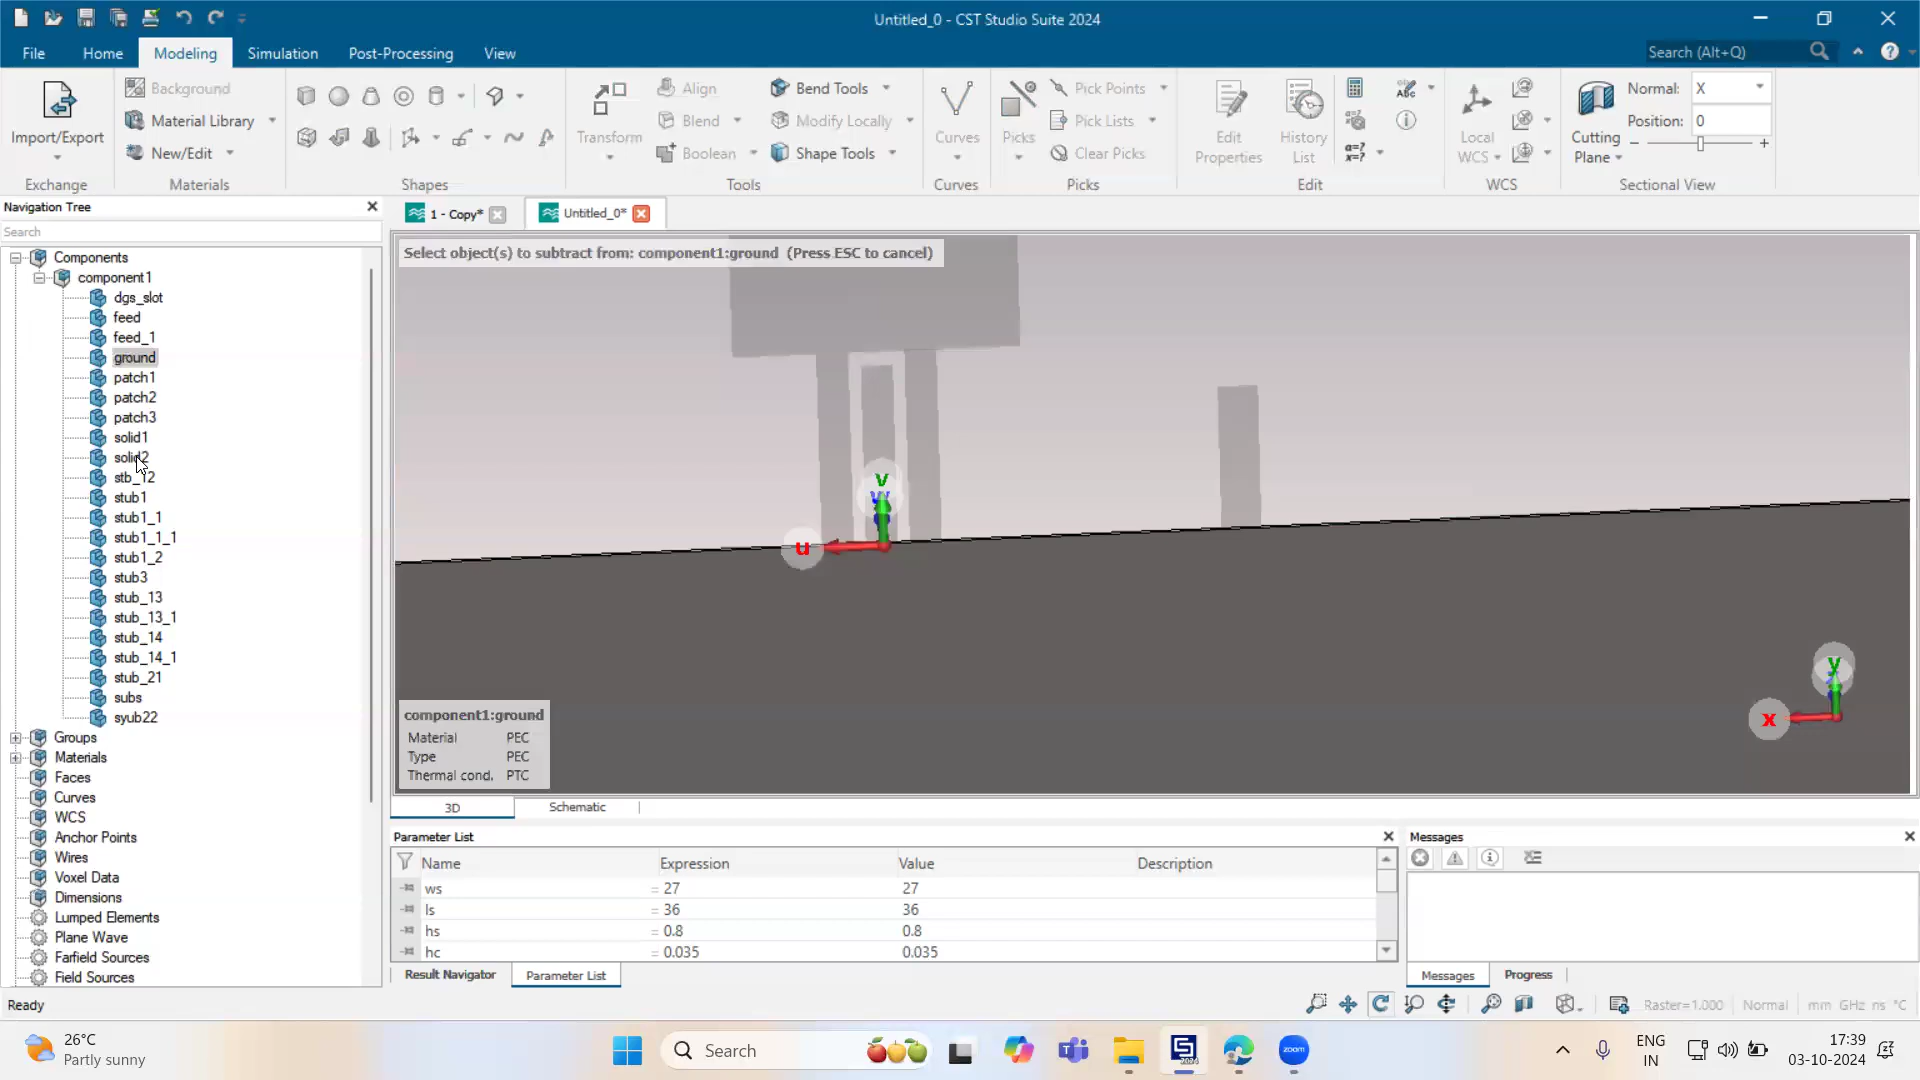 Untitled_0 - CST Studio Suite 2024
File
Home
Modeling
Simulation
Post-Processing
View
Search (Alt+Q)
Import/Export
Exchange
Background
Material Library
New/Edit
Materials
Shapes
Transform
Align
Blend
Boolean
Bend Tools
Modify Locally
Shape Tools
Tools
Curves
Curves
Picks
Pick Points
Pick Lists
Clear Picks
Picks
Edit
Properties
History
List
Edit
Local
WCS
WCS
Cutting
Plane
Normal: X
Position: 0
Sectional View
Navigation Tree
Search
Components
component1
dgs_slot
feed
feed_1
ground
patch1
patch2
patch3
solid1
solid2
stb_12
stub1
stub1_1
stub1_1_1
stub1_2
stub3
stub_13
stub_13_1
stub_14
stub_14_1
stub_21
subs
syub22
Groups
Materials
Faces
Curves
WCS
Anchor Points
Wires
Voxel Data
Dimensions
Lumped Elements
Plane Wave
Farfield Sources
Field Sources
1 - Copy*
Untitled_0*
Select object(s) to subtract from: component1:ground (Press ESC to cancel)
v
w
u
y
x
component1:ground
Material PEC
Type PEC
Thermal cond. PTC
3D
Schematic
Parameter List
Name Expression Value Description
ws = 27 27
ls = 36 36
hs = 0.8 0.8
hc = 0.035 0.035
Result Navigator
Parameter List
Messages
Messages
Progress
Ready
Raster=1.000
Normal
mm GHz ns °C
26°C
Partly sunny
Search
zoom
ENG
IN
17:39
03-10-2024